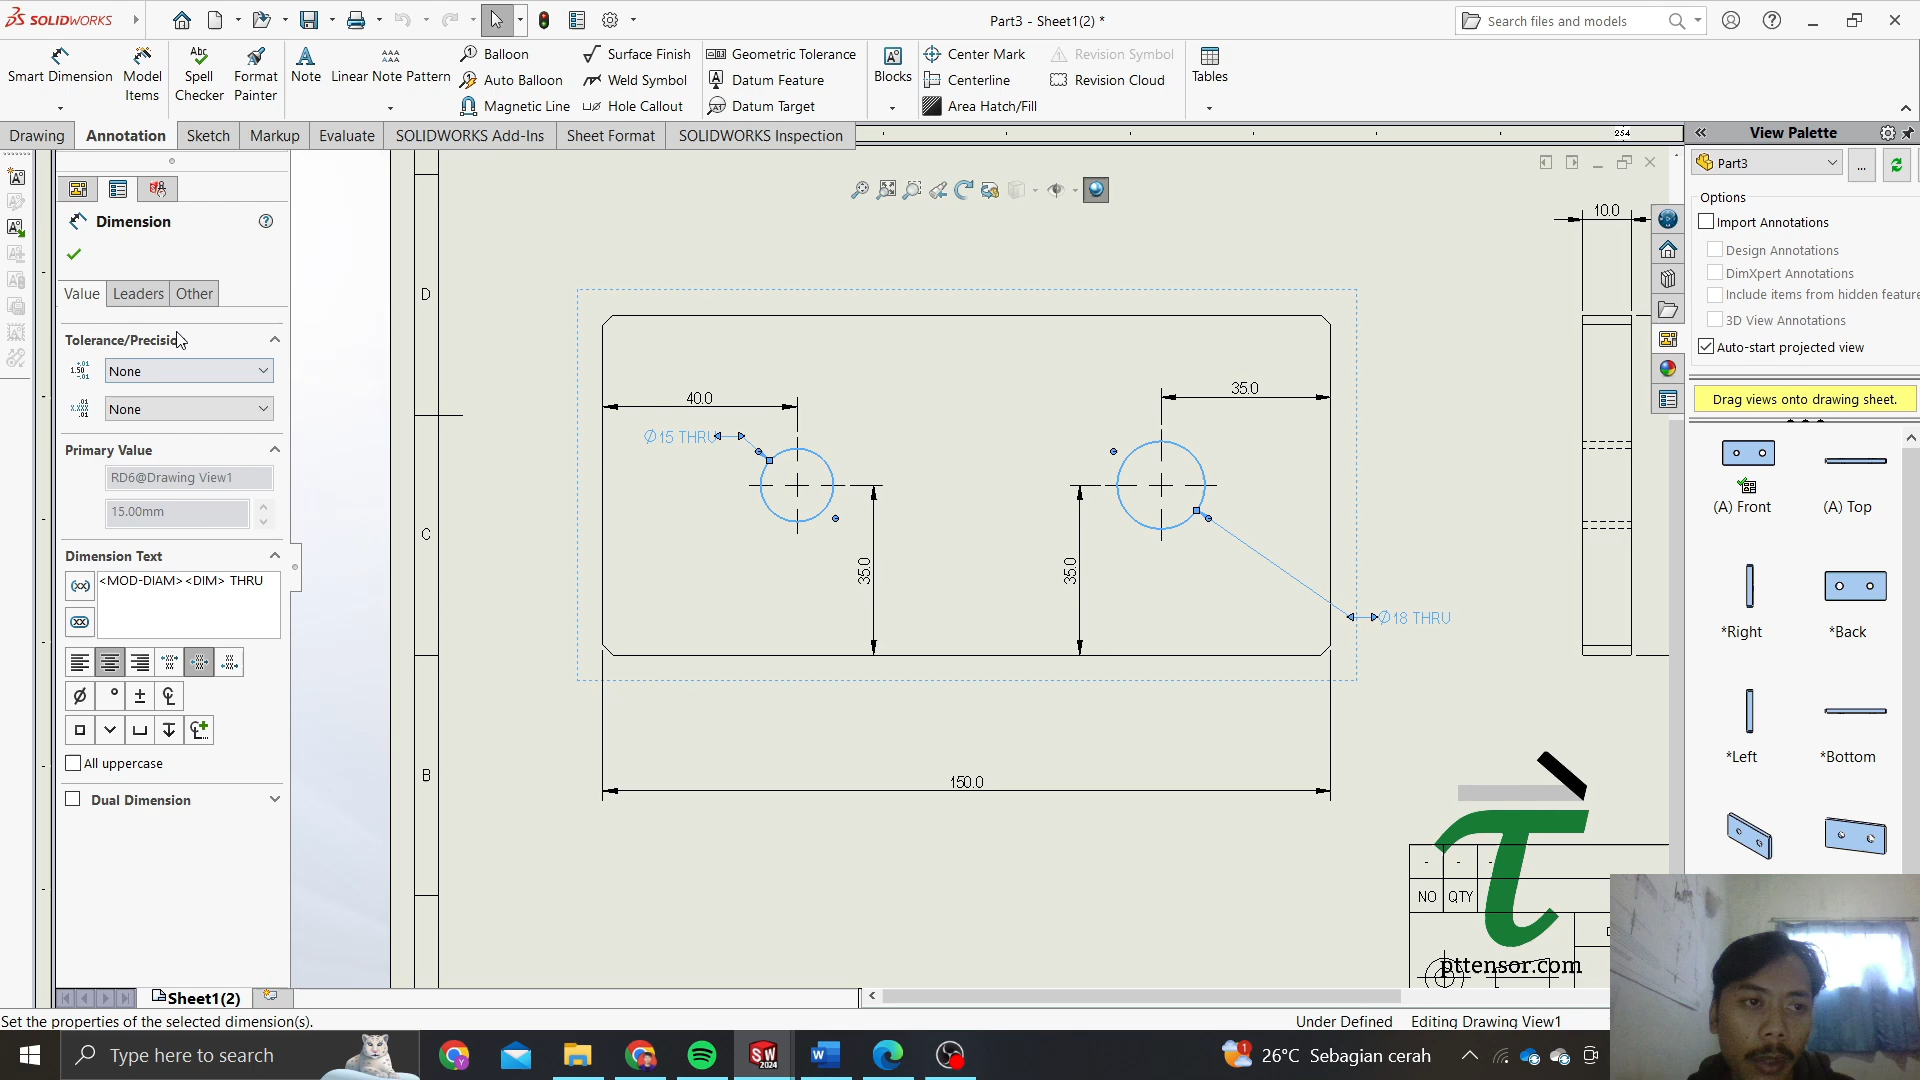 SOLIDWORKS
Part3 - Sheet1(2) *
Search files and models
Smart Dimension
Model Items
Spell Checker
Format Painter
Note
Linear Note Pattern
Balloon
Auto Balloon
Magnetic Line
Surface Finish
Weld Symbol
Hole Callout
Geometric Tolerance
Datum Feature
Datum Target
Blocks
Center Mark
Centerline
Area Hatch/Fill
Revision Symbol
Revision Cloud
Tables
Drawing
Annotation
Sketch
Markup
Evaluate
SOLIDWORKS Add-Ins
Sheet Format
SOLIDWORKS Inspection
254
View Palette
Part3
...
Options
Import Annotations
Design Annotations
DimXpert Annotations
Include items from hidden feature
3D View Annotations
Auto-start projected view
Drag views onto drawing sheet.
(A) Front
(A) Top
*Right
*Back
*Left
*Bottom
Dimension
Value
Leaders
Other
Tolerance/Precision
None
None
Primary Value
RD6@Drawing View1
15.00mm
Dimension Text
<MOD-DIAM><DIM> THRU
All uppercase
Dual Dimension
D
C
B
10.0
40.0
35.0
∅15 THRU
35.0
35.0
∅18 THRU
150.0
NO QTY
pttensor.com
Sheet1(2)
Set the properties of the selected dimension(s).
Under Defined
Editing Drawing View1
Type here to search
SW
2024
26°C Sebagian cerah